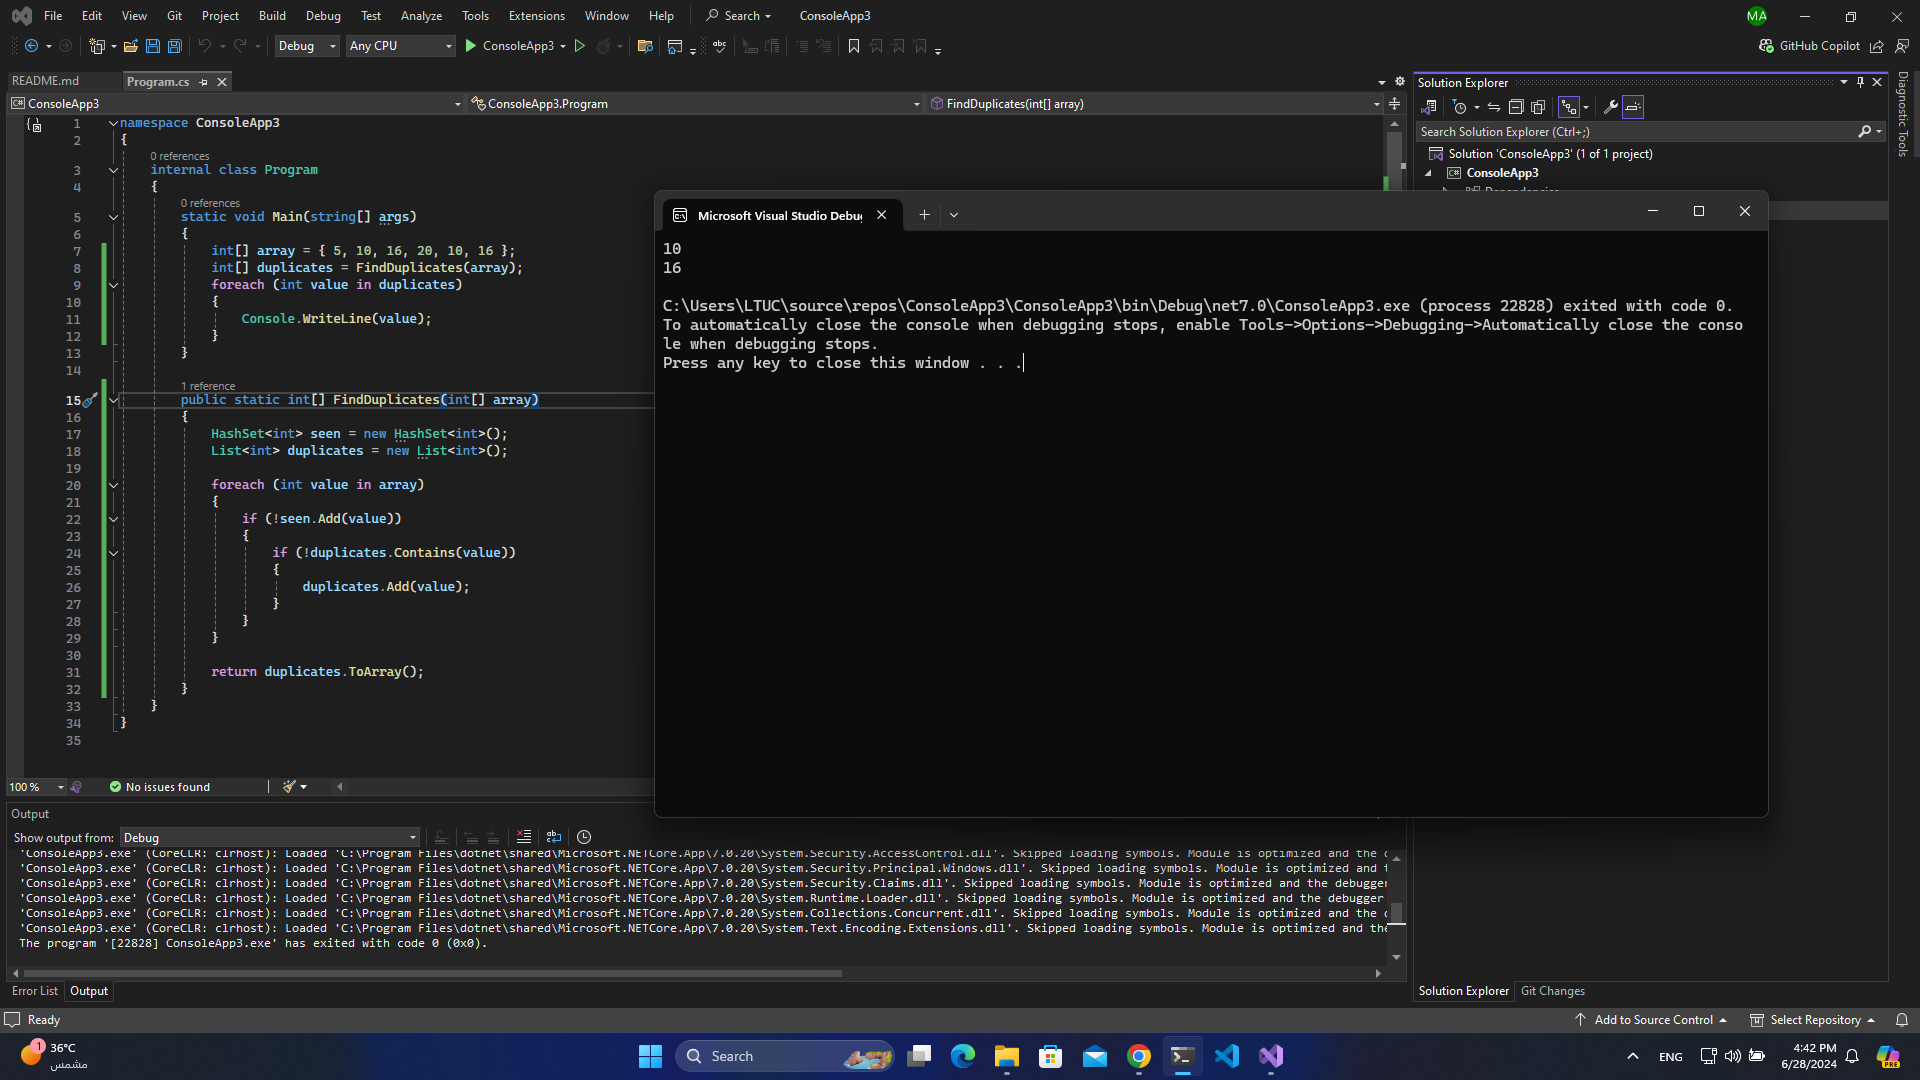 File Edit View Git Project Build Debug Test Analyze Tools Extensions Window Help Search ConsoleApp3 MA
Debug Any CPU ConsoleApp3 GitHub Copilot
README.md Program.cs
ConsoleApp3 ConsoleApp3.Program FindDuplicates(int[] array)
1 namespace ConsoleApp3
2 {
0 references
3 internal class Program
4 {
0 references
5 static void Main(string[] args)
6 {
7 int[] array = { 5, 10, 16, 20, 10, 16 };
8 int[] duplicates = FindDuplicates(array);
9 foreach (int value in duplicates)
10 {
11 Console.WriteLine(value);
12 }
13 }
14
1 reference
15 public static int[] FindDuplicates(int[] array)
16 {
17 HashSet<int> seen = new HashSet<int>();
18 List<int> duplicates = new List<int>();
19
20 foreach (int value in array)
21 {
22 if (!seen.Add(value))
23 {
24 if (!duplicates.Contains(value))
25 {
26 duplicates.Add(value);
27 }
28 }
29 }
30
31 return duplicates.ToArray();
32 }
33 }
34 }
35
100 % No issues found
Microsoft Visual Studio Debug
10
16
C:\Users\LTUC\source\repos\ConsoleApp3\ConsoleApp3\bin\Debug\net7.0\ConsoleApp3.exe (process 22828) exited with code 0.
To automatically close the console when debugging stops, enable Tools->Options->Debugging->Automatically close the conso
le when debugging stops.
Press any key to close this window . . .
Solution Explorer
Search Solution Explorer (Ctrl+;)
Solution 'ConsoleApp3' (1 of 1 project)
ConsoleApp3
Diagnostic Tools
Output
Show output from: Debug
'ConsoleApp3.exe' (CoreCLR: clrhost): Loaded 'C:\Program Files\dotnet\shared\Microsoft.NETCore.App\7.0.20\System.Security.AccessControl.dll'. Skipped loading symbols. Module is optimized and the
'ConsoleApp3.exe' (CoreCLR: clrhost): Loaded 'C:\Program Files\dotnet\shared\Microsoft.NETCore.App\7.0.20\System.Security.Principal.Windows.dll'. Skipped loading symbols. Module is optimized and
'ConsoleApp3.exe' (CoreCLR: clrhost): Loaded 'C:\Program Files\dotnet\shared\Microsoft.NETCore.App\7.0.20\System.Security.Claims.dll'. Skipped loading symbols. Module is optimized and the debugger
'ConsoleApp3.exe' (CoreCLR: clrhost): Loaded 'C:\Program Files\dotnet\shared\Microsoft.NETCore.App\7.0.20\System.Runtime.Loader.dll'. Skipped loading symbols. Module is optimized and the debugger
'ConsoleApp3.exe' (CoreCLR: clrhost): Loaded 'C:\Program Files\dotnet\shared\Microsoft.NETCore.App\7.0.20\System.Collections.Concurrent.dll'. Skipped loading symbols. Module is optimized and the
'ConsoleApp3.exe' (CoreCLR: clrhost): Loaded 'C:\Program Files\dotnet\shared\Microsoft.NETCore.App\7.0.20\System.Text.Encoding.Extensions.dll'. Skipped loading symbols. Module is optimized and the
The program '[22828] ConsoleApp3.exe' has exited with code 0 (0x0).
Error List Output
Solution Explorer Git Changes
Ready Add to Source Control Select Repository
1 36°C
مشمس
Search
ENG
4:42 PM
6/28/2024
PRE